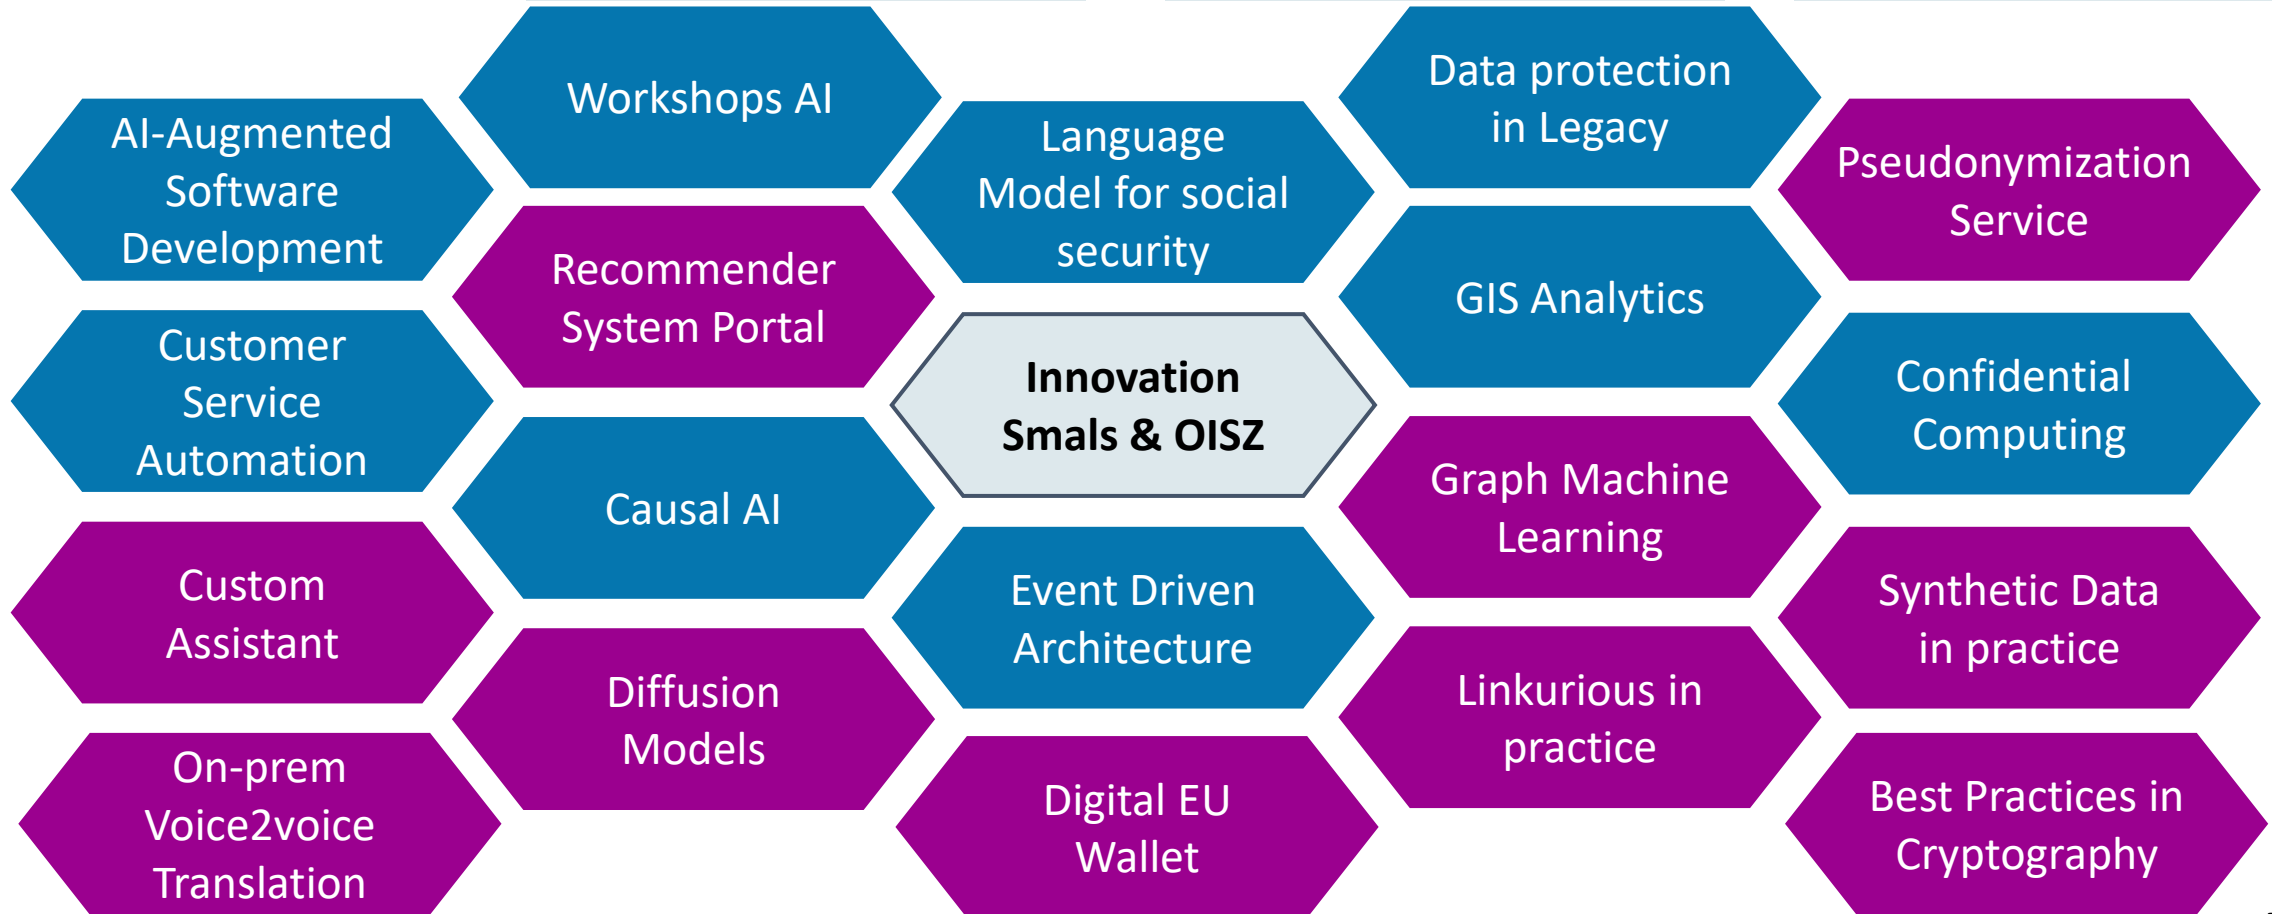 AI-Augmented
Software
Development
Customer
Service
Automation
Custom
Assistant
On-prem
Voice2voice
Translation
Workshops AI
Recommender
System Portal
Causal AI
Diffusion
Models
Language
Model for social
security
Innovation
Smals & OISZ
Event Driven
Architecture
Digital EU
Wallet
Data protection
in Legacy
GIS Analytics
Graph Machine
Learning
Linkurious in
practice
Pseudonymization
Service
Confidential
Computing
Synthetic Data
in practice
Best Practices in
Cryptography